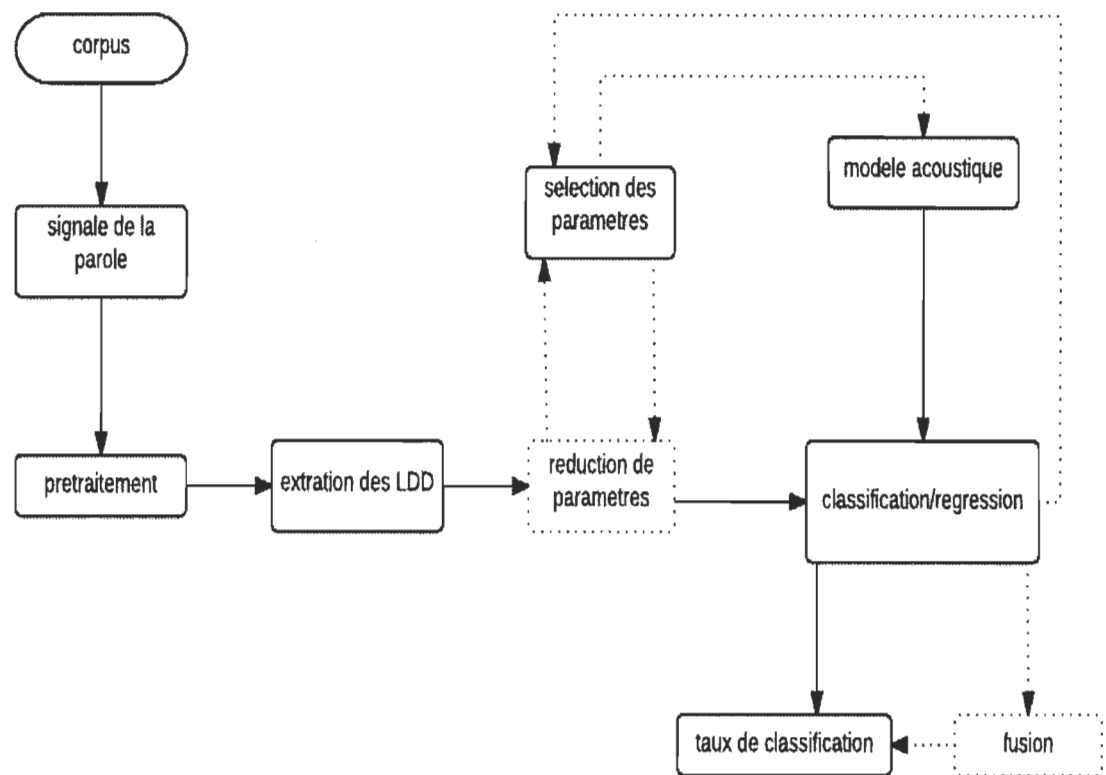 corpus
signale de la
parole
pretraitement
extration des LDD
selection des
parametres
reduction de
parametres
modele acoustique
classification/regression
taux de classification
fusion